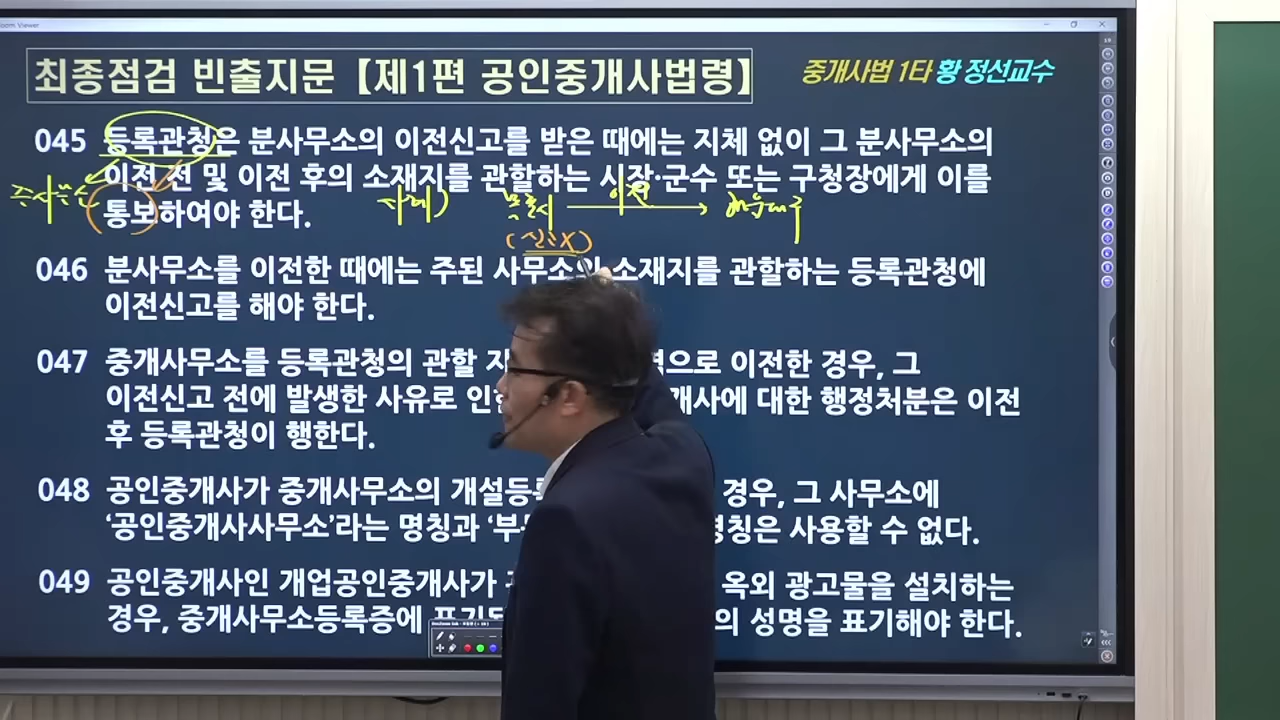 최종점검 빈출지문 【제1편 공인중개사법령】
중개사법 1타 황 정선교수
045 등록관청은 분사무소의 이전신고를 받은 때에는 지체 없이 그 분사무소의
이전 전 및 이전 후의 소재지를 관할하는 시장·군수 또는 구청장에게 이를
통보하여야 한다.
이전
046 분사무소를 이전한 때에는 주된 사무소의 소재지를 관할하는 등록관청에
이전신고를 해야 한다.
047 중개사무소를 등록관청의 관할 이전한 경우, 그
이전신고 전에 발생한 사유로 대한 행정처분은 이전
후 등록관청이 행한다.
048 공인중개사가 중개사무소의 경우, 그 사무소에
‘공인중개사사무소’라는 명칭과 사용할 수 없다.
049 공인중개사인 개업공인중개사가 옥외 광고물을 설치하는
경우, 중개사무소등록증에 성명을 표기해야 한다.